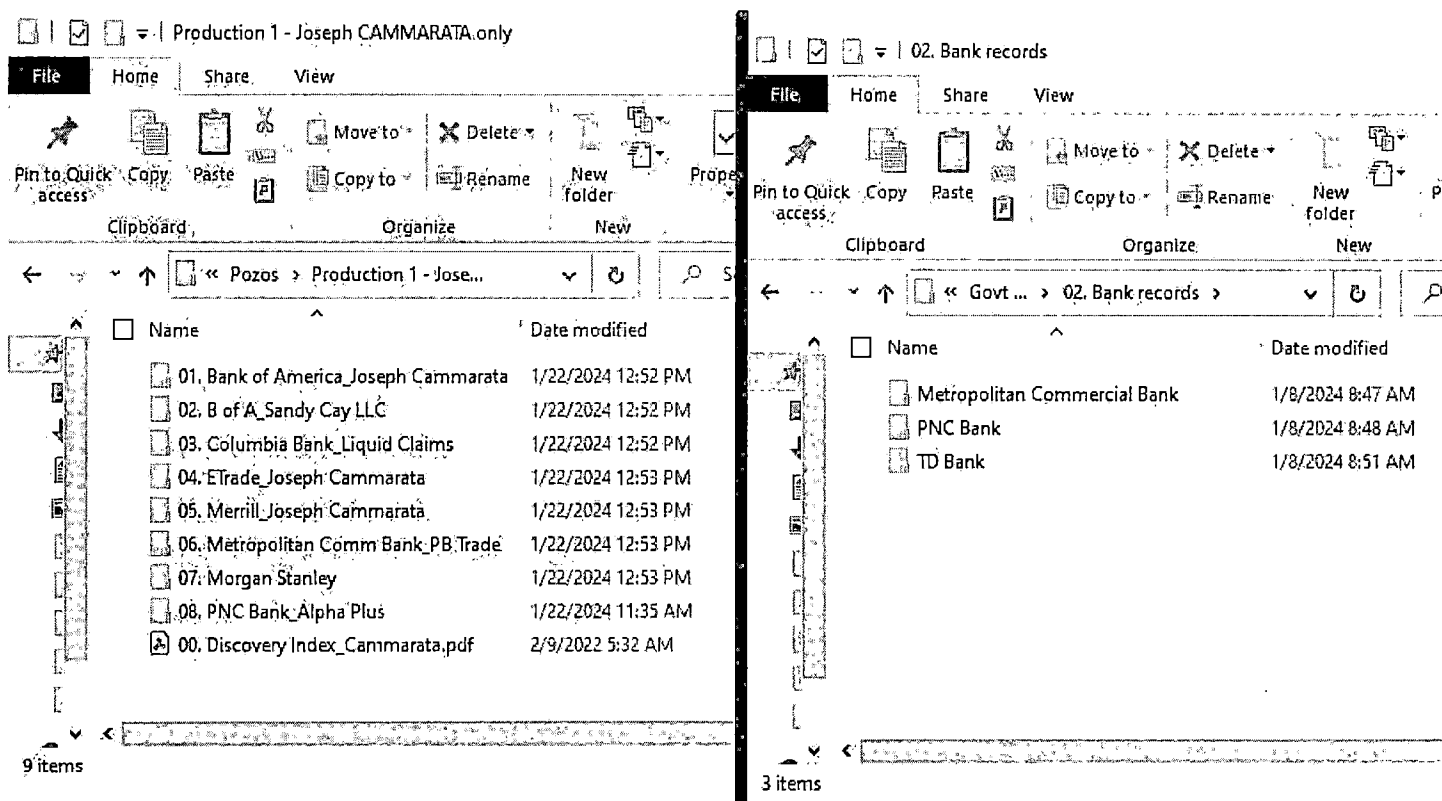 Production 1 - Joseph CAMMARATA only
File Home Share View
Move to Delete
Pin to Quick access Copy Paste Copy to Rename New folder
Clipboard Organize New
« Pozos > Production 1 - Jose...
Name Date modified
01. Bank of America_Joseph Cammarata 1/22/2024 12:52 PM
02. B of A_Sandy Cay LLC 1/22/2024 12:52 PM
03. Columbia Bank_Liquid Claims 1/22/2024 12:52 PM
04. ETrade_Joseph Cammarata 1/22/2024 12:53 PM
05. Merrill_Joseph Cammarata 1/22/2024 12:53 PM
06. Metropolitan Comm Bank_PB Trade 1/22/2024 12:53 PM
07. Morgan Stanley 1/22/2024 12:53 PM
08. PNC Bank_Alpha Plus 1/22/2024 11:35 AM
00. Discovery Index_Cammarata.pdf 2/9/2022 5:32 AM
9 items
02. Bank records
File Home Share View
Move to Delete
Pin to Quick access Copy Paste Copy to Rename New folder
Clipboard Organize New
« Govt ... > 02. Bank records >
Name Date modified
Metropolitan Commercial Bank 1/8/2024 8:47 AM
PNC Bank 1/8/2024 8:48 AM
TD Bank 1/8/2024 8:51 AM
3 items